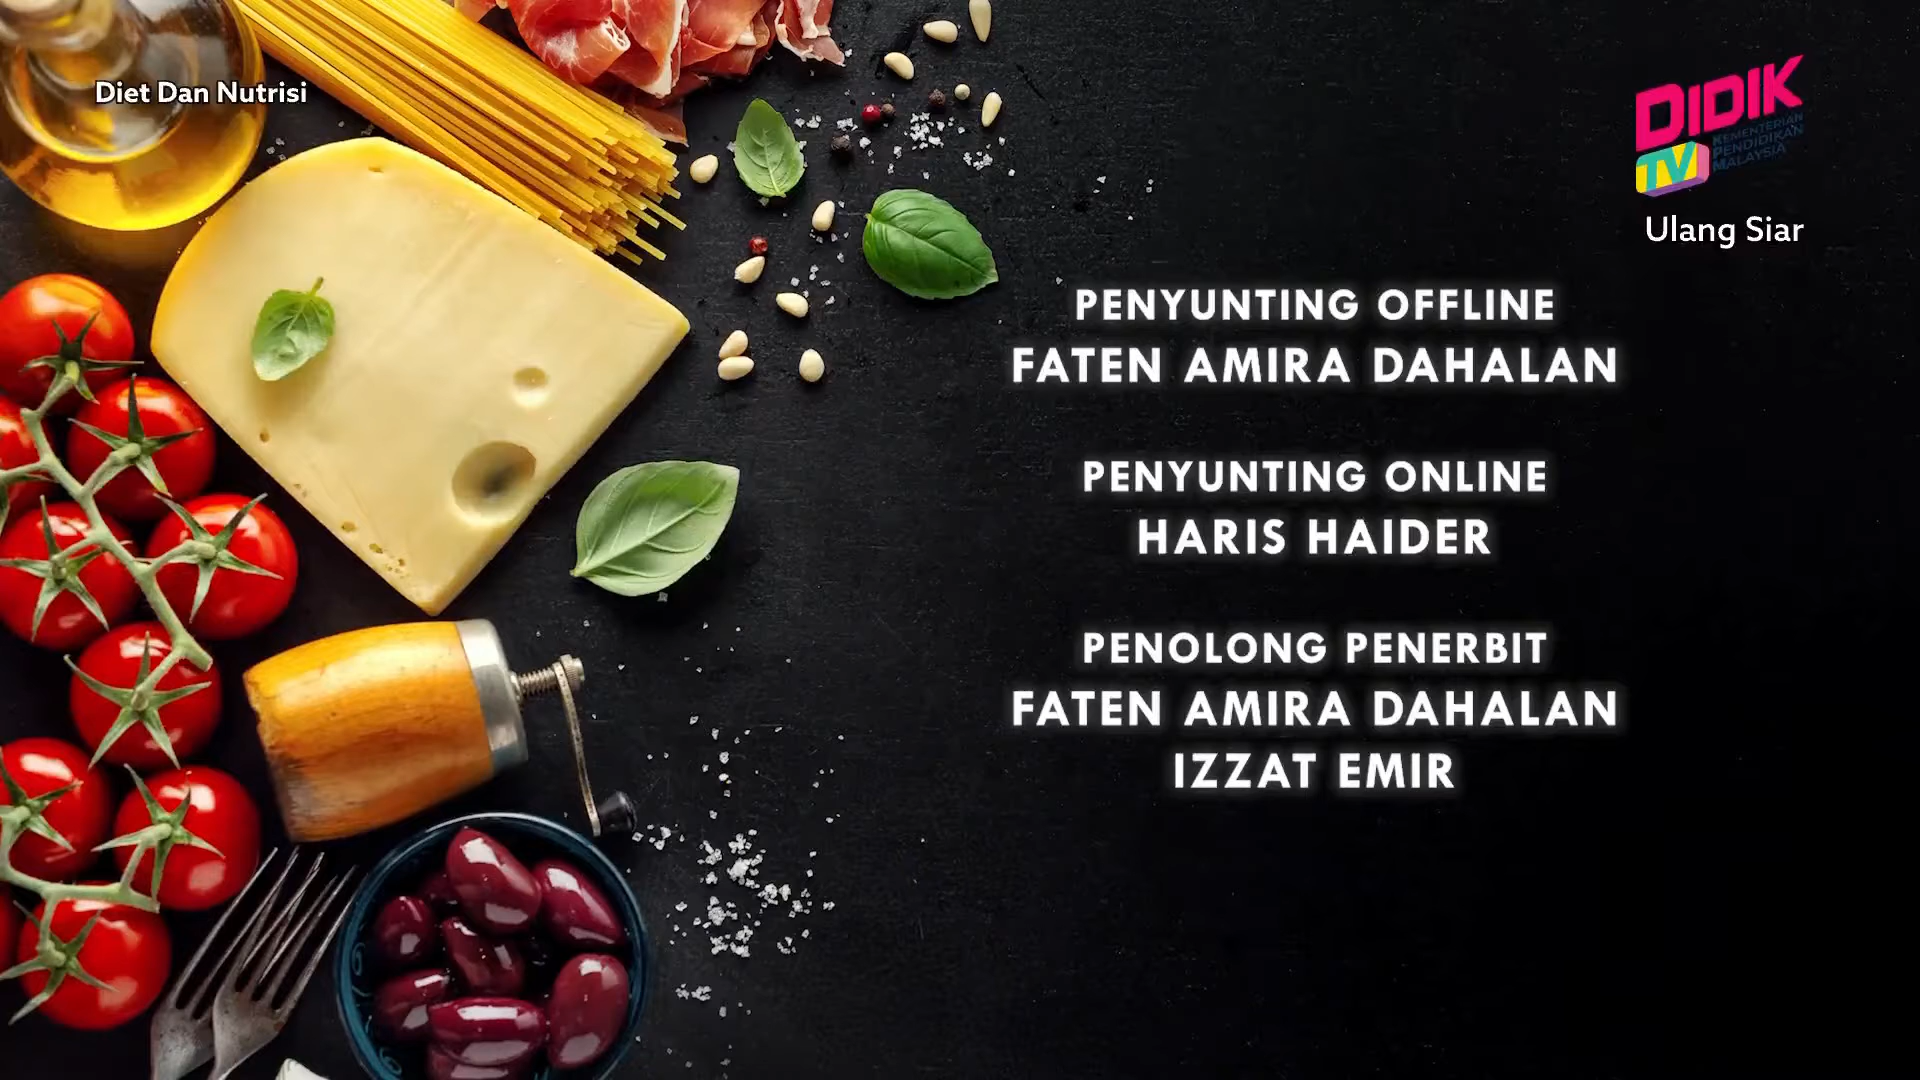 Diet Dan Nutrisi
DIDIK
TV
KEMENTERIAN
PENDIDIKAN
MALAYSIA
Ulang Siar
PENYUNTING OFFLINE
FATEN AMIRA DAHALAN
PENYUNTING ONLINE
HARIS HAIDER
PENOLONG PENERBIT
FATEN AMIRA DAHALAN
IZZAT EMIR